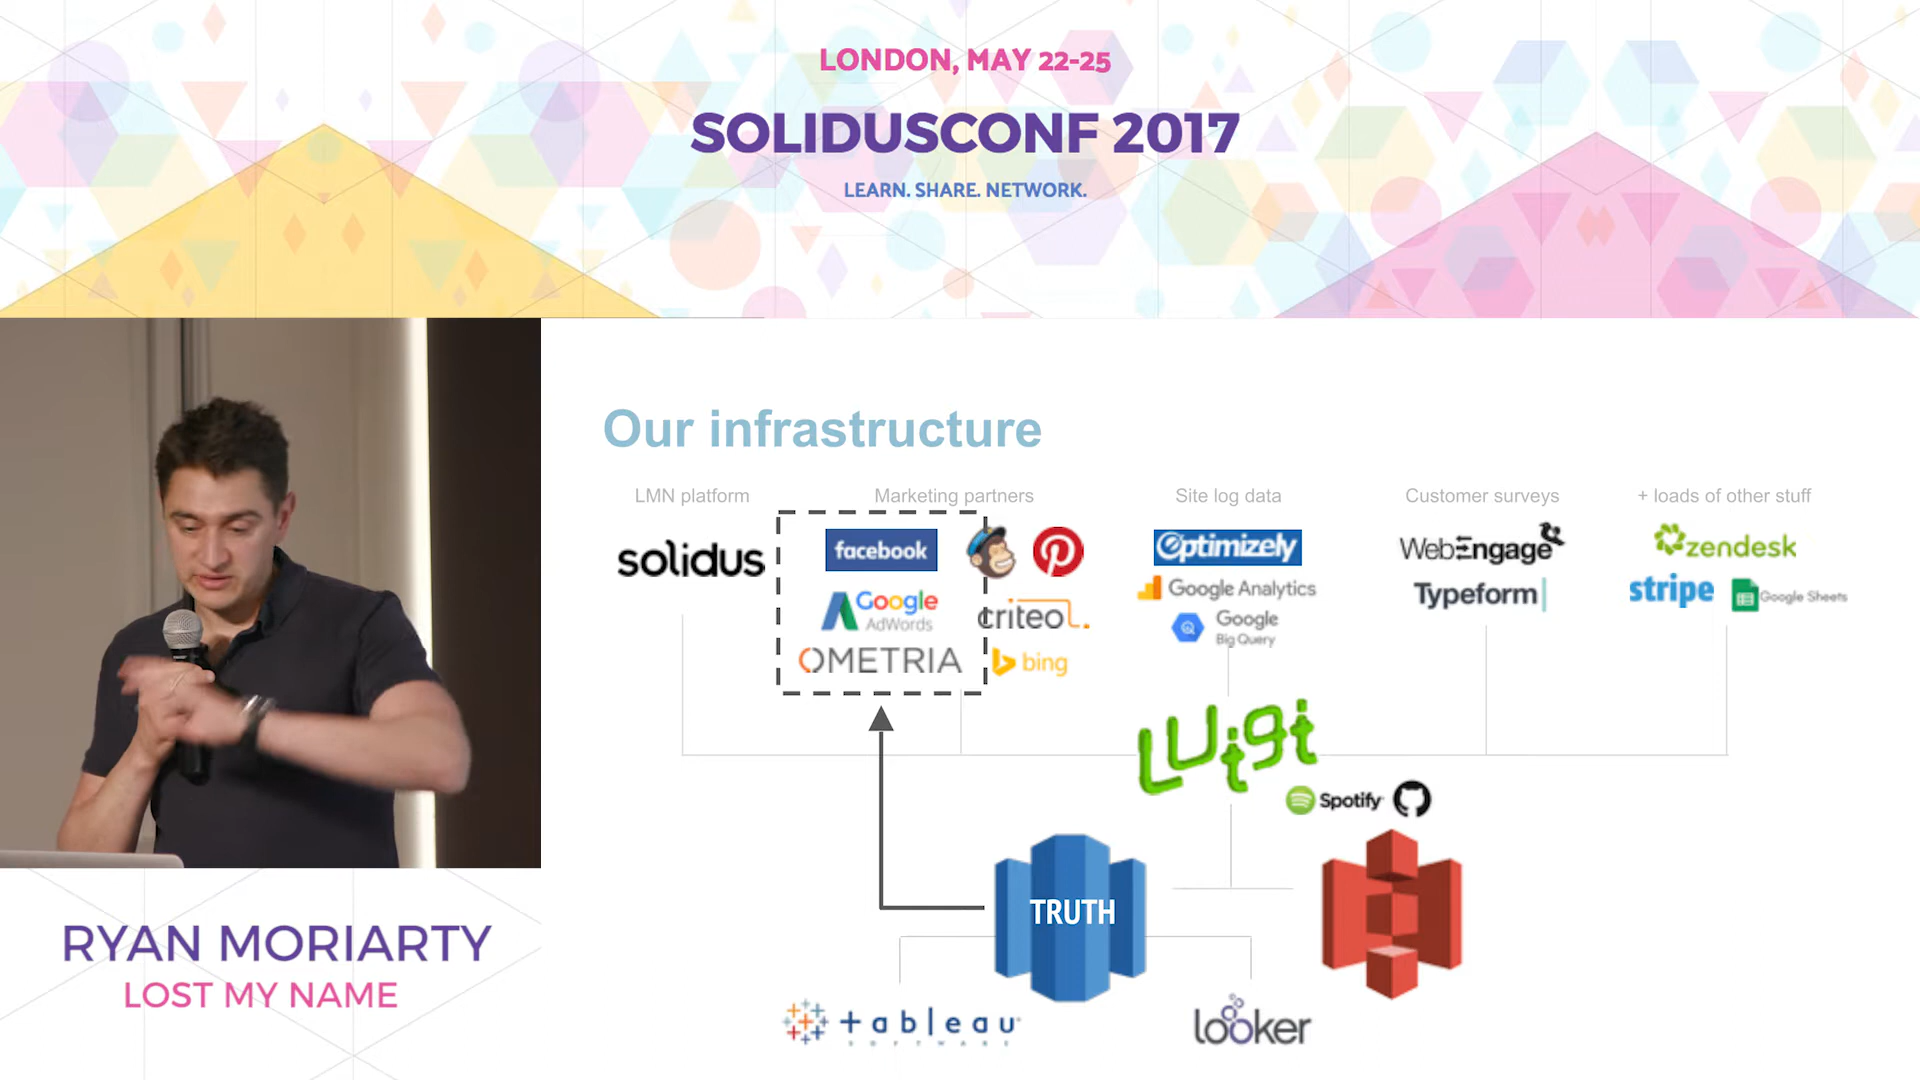 LONDON, MAY 22-25
SOLIDUSCONF 2017
LEARN. SHARE. NETWORK.
Our infrastructure
LMN platform
Marketing partners
Site log data
Customer surveys
+ loads of other stuff
solidus
facebook
Google
AdWords
OMETRIA
criteol.
bing
Optimizely
Google Analytics
Google
Big Query
WebEngage
Typeform
zendesk
stripe
Google Sheets
Luigi
Spotify
TRUTH
tableau
SOFTWARE
looker
RYAN MORIARTY
LOST MY NAME